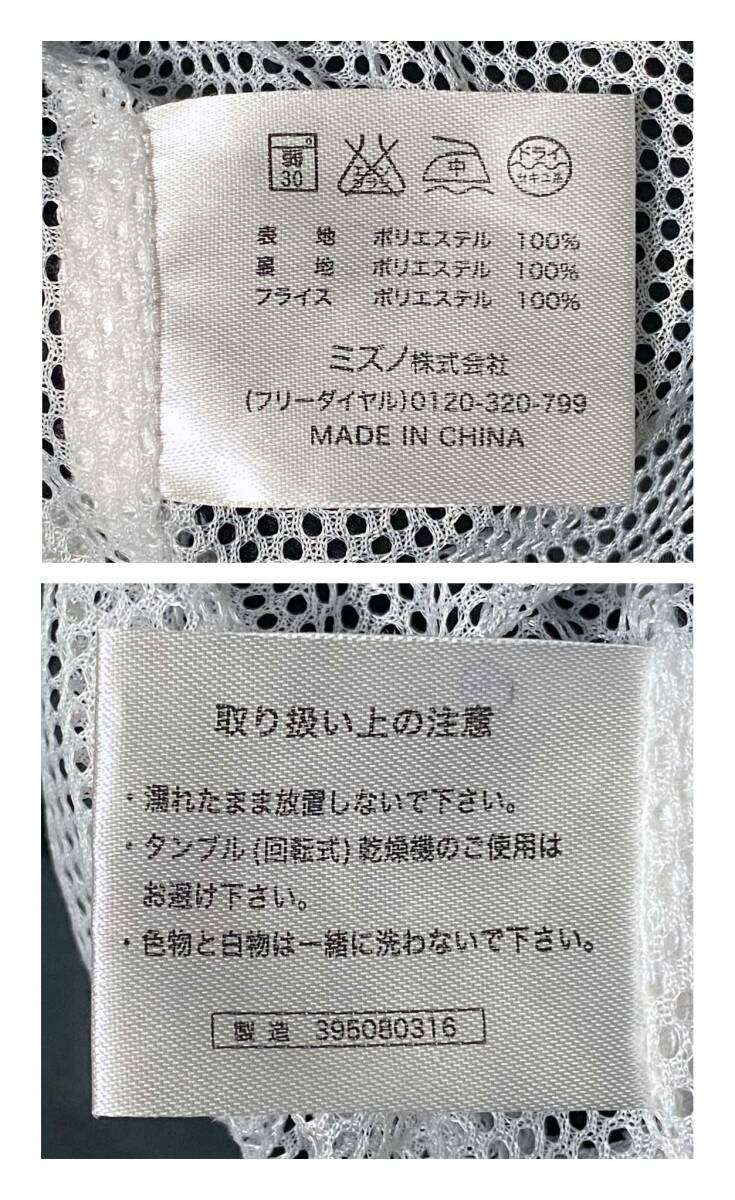 弱
30
エンソサラシ
中
ドライ
セキユ系
表 地 ポリエステル 100%
裏 地 ポリエステル 100%
フライス ポリエステル 100%
ミズノ株式会社
(フリーダイヤル)0120-320-799
MADE IN CHINA
取り扱い上の注意
・濡れたまま放置しないで下さい。
・タンブル(回転式)乾燥機のご使用は
お避け下さい。
・色物と白物は一緒に洗わないで下さい。
製 造 395080316